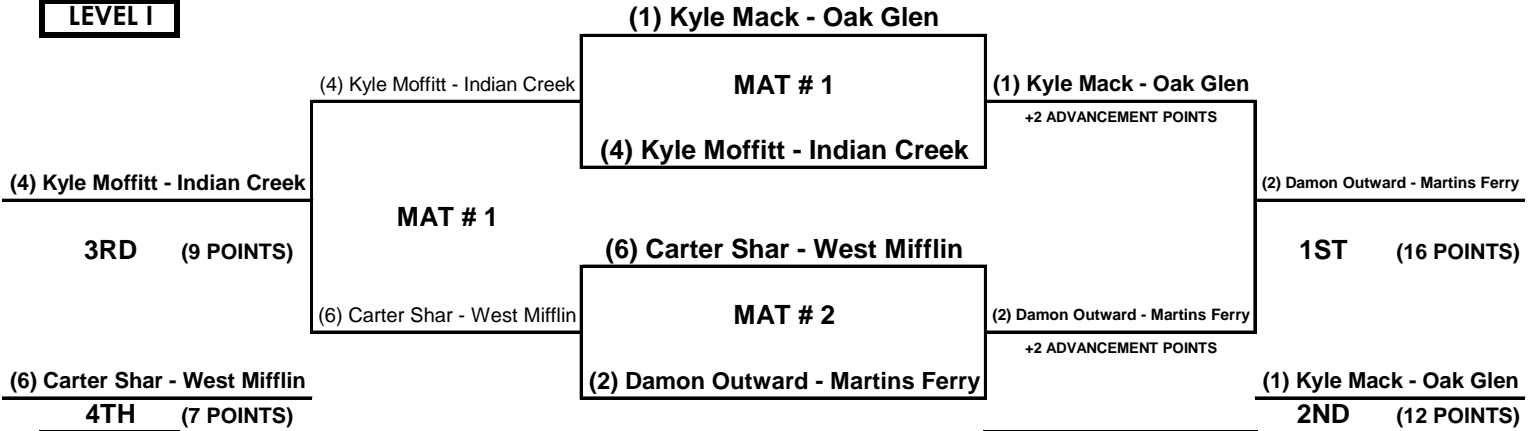 LEVEL I
(1) Kyle Mack - Oak Glen
(4) Kyle Moffitt - Indian Creek
MAT # 1
(1) Kyle Mack - Oak Glen
+2 ADVANCEMENT POINTS
(4) Kyle Moffitt - Indian Creek
(4) Kyle Moffitt - Indian Creek
(2) Damon Outward - Martins Ferry
MAT # 1
3RD (9 POINTS)
(6) Carter Shar - West Mifflin
1ST (16 POINTS)
(6) Carter Shar - West Mifflin
MAT # 2
(2) Damon Outward - Martins Ferry
+2 ADVANCEMENT POINTS
(6) Carter Shar - West Mifflin
(2) Damon Outward - Martins Ferry
(1) Kyle Mack - Oak Glen
4TH (7 POINTS)
2ND (12 POINTS)